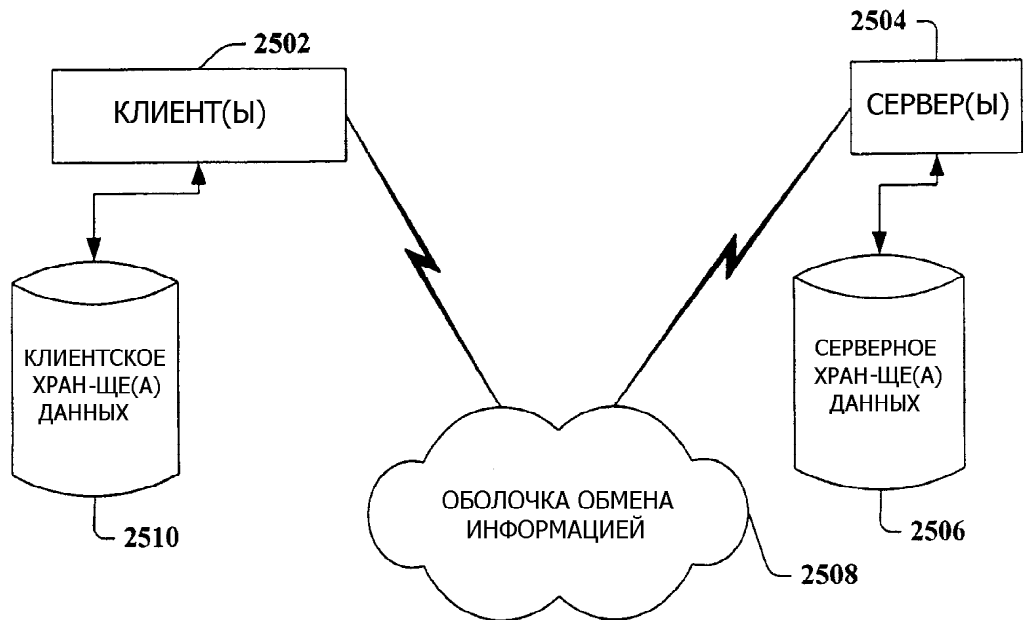 2502
2504
КЛИЕНТ(Ы)
СЕРВЕР(Ы)
КЛИЕНТСКОЕ
ХРАН-ЩЕ(А)
ДАННЫХ
СЕРВЕРНОЕ
ХРАН-ЩЕ(А)
ДАННЫХ
ОБОЛОЧКА ОБМЕНА
ИНФОРМАЦИЕЙ
2510
2506
2508